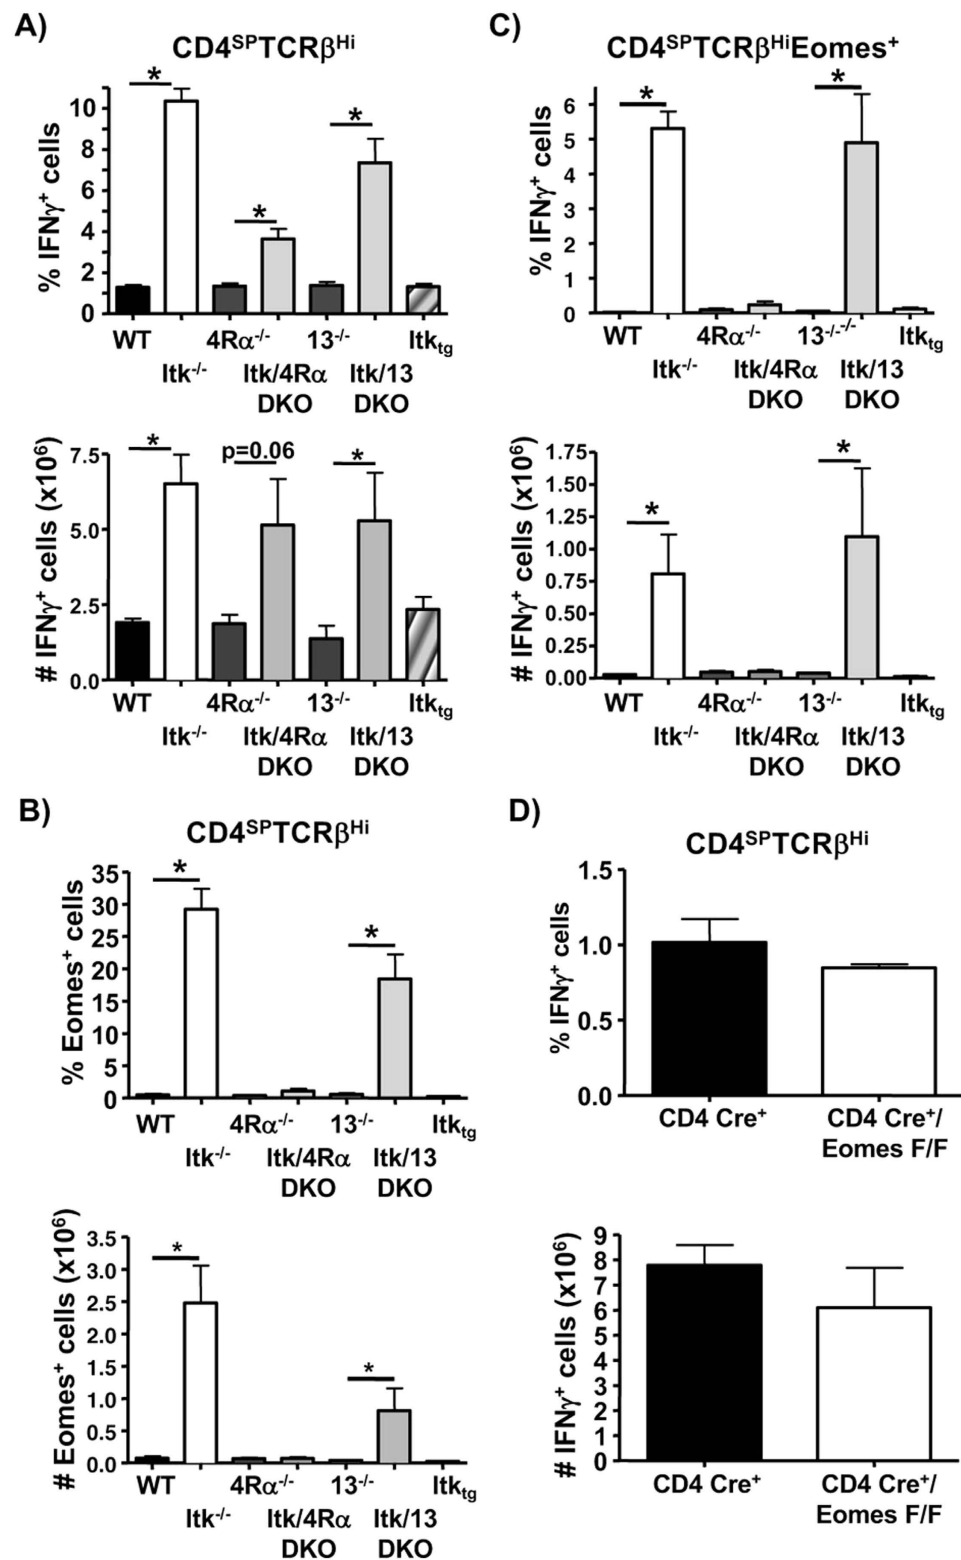 A)
CD4SPTCRβHi
% IFNγ+ cells
10
8
6
4
2
0
*
*
*
WT
4Rα-/-
13-/-
Itktg
Itk-/-
Itk/4Rα
DKO
Itk/13
DKO
# IFNγ+ cells (x106)
7.5
5.0
2.5
0.0
*
p=0.06
*
WT
4Rα-/-
13-/-
Itktg
Itk-/-
Itk/4Rα
DKO
Itk/13
DKO
C)
CD4SPTCRβHiEomes+
% IFNγ+ cells
6
5
4
3
2
1
0
*
*
WT
4Rα-/-
13-/-/-
Itktg
Itk-/-
Itk/4Rα
DKO
Itk/13
DKO
# IFNγ+ cells (x106)
1.75
1.50
1.25
1.00
0.75
0.50
0.25
0.00
*
*
WT
4Rα-/-
13-/-
Itktg
Itk-/-
Itk/4Rα
DKO
Itk/13
DKO
B)
CD4SPTCRβHi
% Eomes+ cells
35
30
25
20
15
10
5
0
*
*
WT
4Rα-/-
13-/-
Itktg
Itk-/-
Itk/4Rα
DKO
Itk/13
DKO
# Eomes+ cells (x106)
3.5
3.0
2.5
2.0
1.5
1.0
0.5
0.0
*
*
WT
4Rα-/-
13-/-
Itktg
Itk-/-
Itk/4Rα
DKO
Itk/13
DKO
D)
CD4SPTCRβHi
% IFNγ+ cells
1.5
1.0
0.5
0.0
CD4 Cre+
CD4 Cre+/
Eomes F/F
# IFNγ+ cells (x106)
9
8
7
6
5
4
3
2
1
0
CD4 Cre+
CD4 Cre+/
Eomes F/F